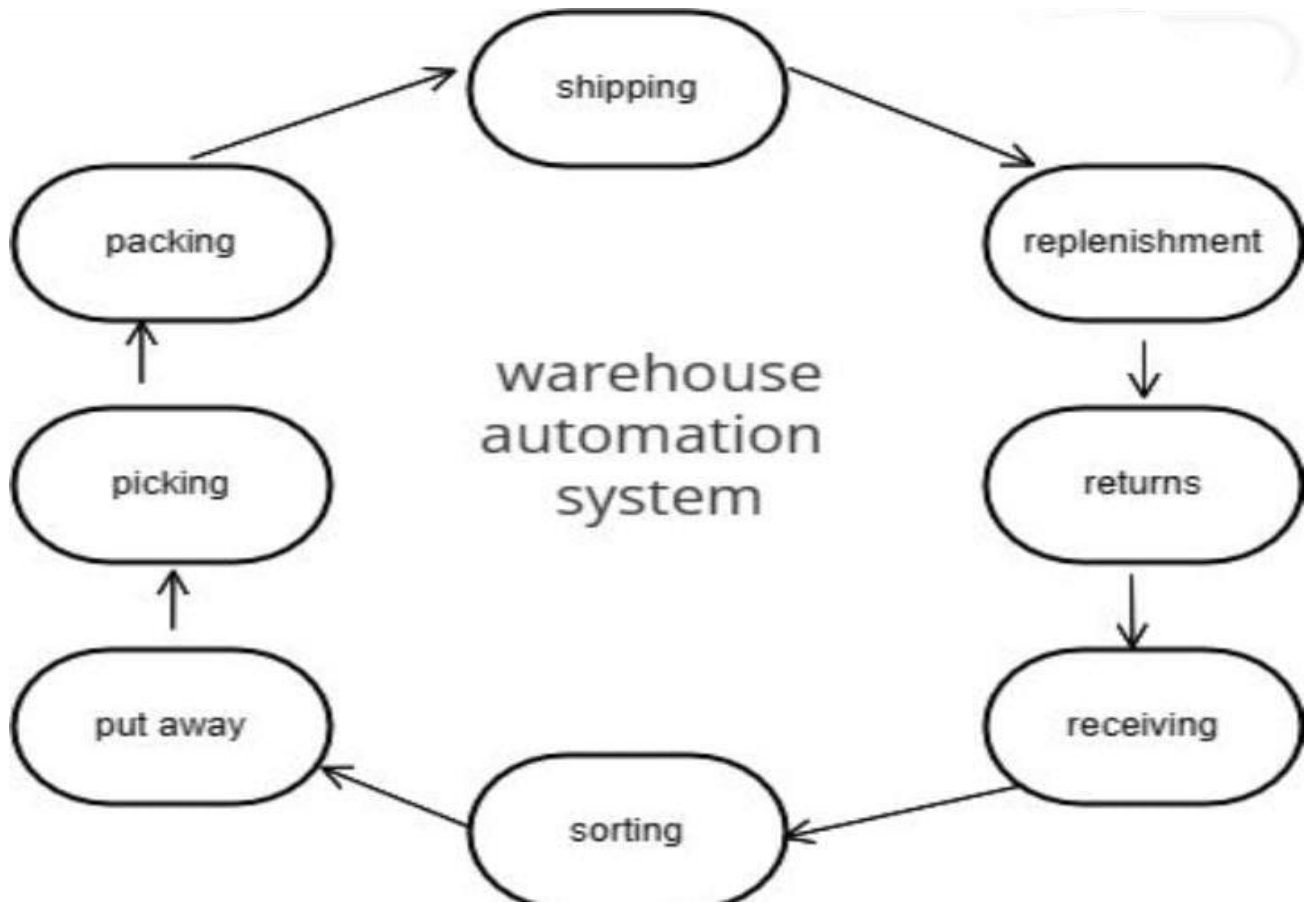 shipping
packing
replenishment
warehouse
automation
system
picking
returns
put away
receiving
sorting